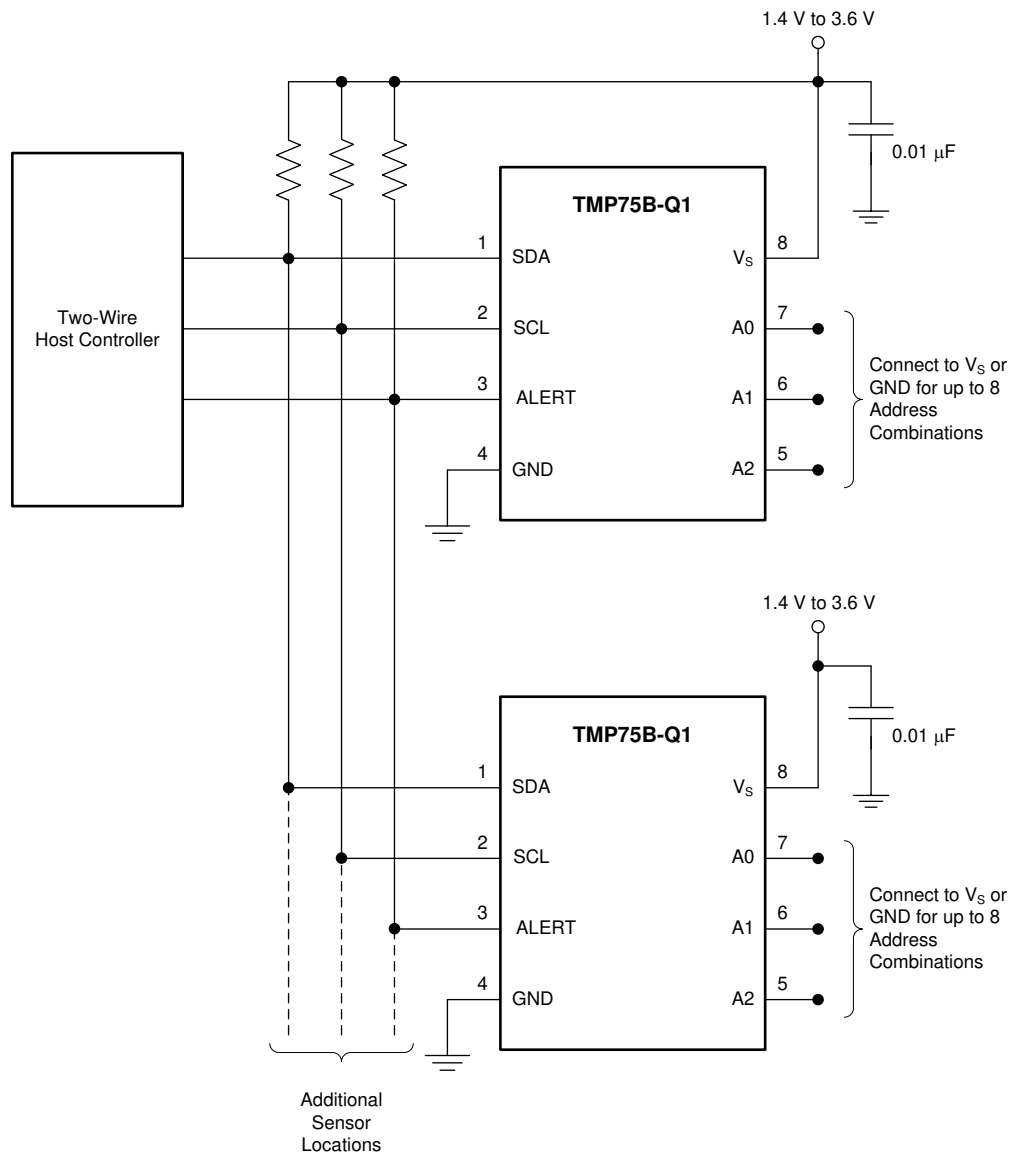 1.4 V to 3.6 V
0.01 μF
TMP75B-Q1
Two-Wire
Host Controller
1 SDA
2 SCL
3 ALERT
4 GND
VS 8
A0 7
A1 6
A2 5
Connect to VS or
GND for up to 8
Address
Combinations
1.4 V to 3.6 V
0.01 μF
TMP75B-Q1
1 SDA
2 SCL
3 ALERT
4 GND
VS 8
A0 7
A1 6
A2 5
Connect to VS or
GND for up to 8
Address
Combinations
Additional
Sensor
Locations